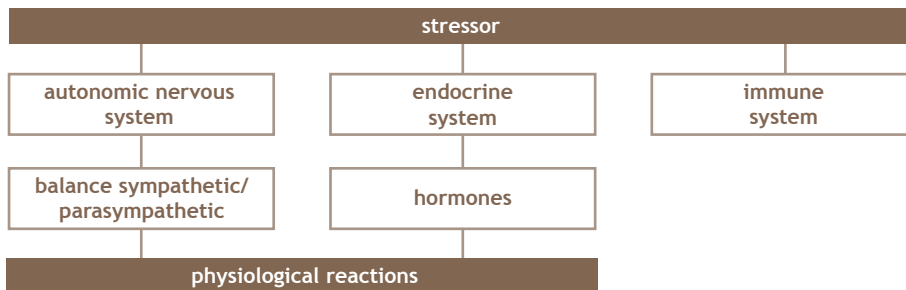 stressor
autonomic nervous
system
endocrine
system
immune
system
balance sympathetic/
parasympathetic
hormones
physiological reactions